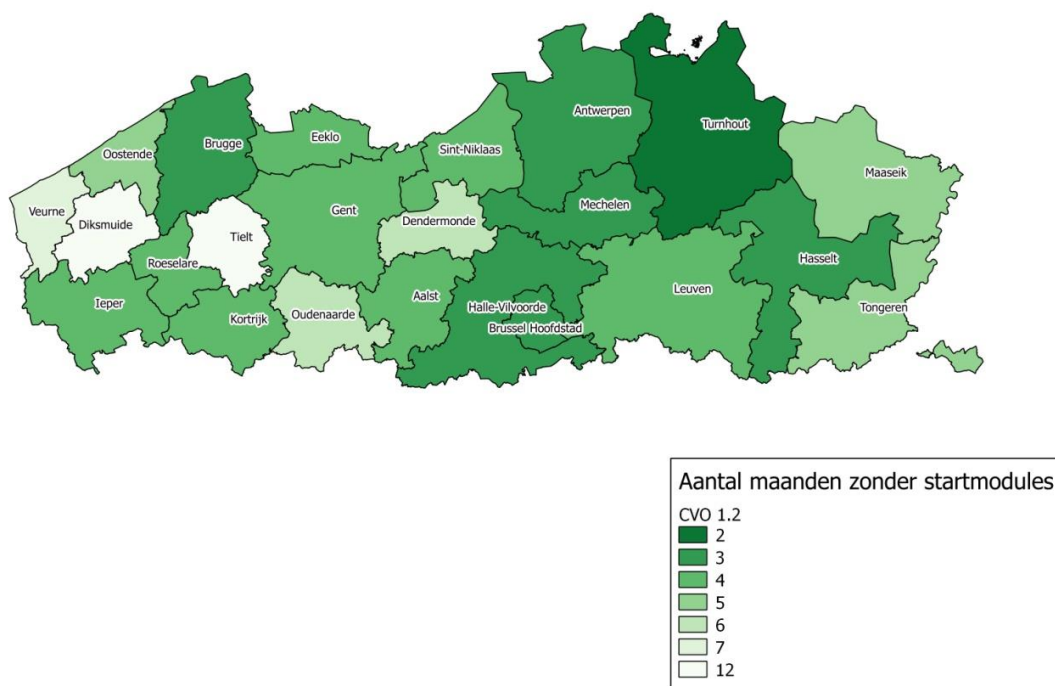 Antwerpen
Turnhout
Brugge
Eeklo
Sint-Niklaas
Oostende
Maaseik
Mechelen
Veurne
Gent
Dendermonde
Diksmuide
Tielt
Roeselare
Hasselt
Leuven
Aalst
Ieper
Halle-Vilvoorde
Tongeren
Oudenaarde
Kortrijk
Brussel Hoofdstad
Aantal maanden zonder startmodules
CVO 1.2
2
3
4
5
6
7
12